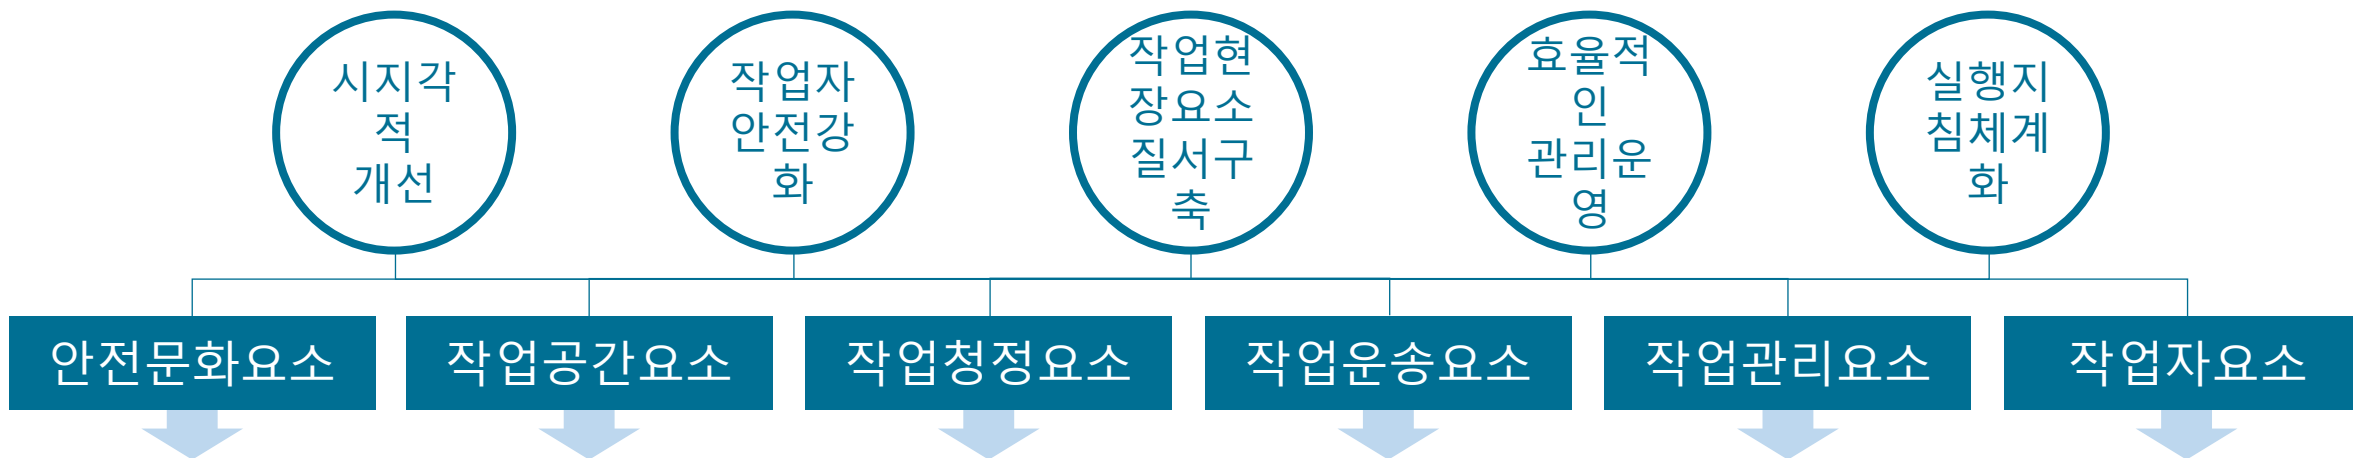 시지각
적
개선
작업자
안전강
화
작업현
장요소
질서구
축
효율적
인
관리운
영
실행지
침체계
화
안전문화요소
작업공간요소
작업청정요소
작업운송요소
작업관리요소
작업자요소